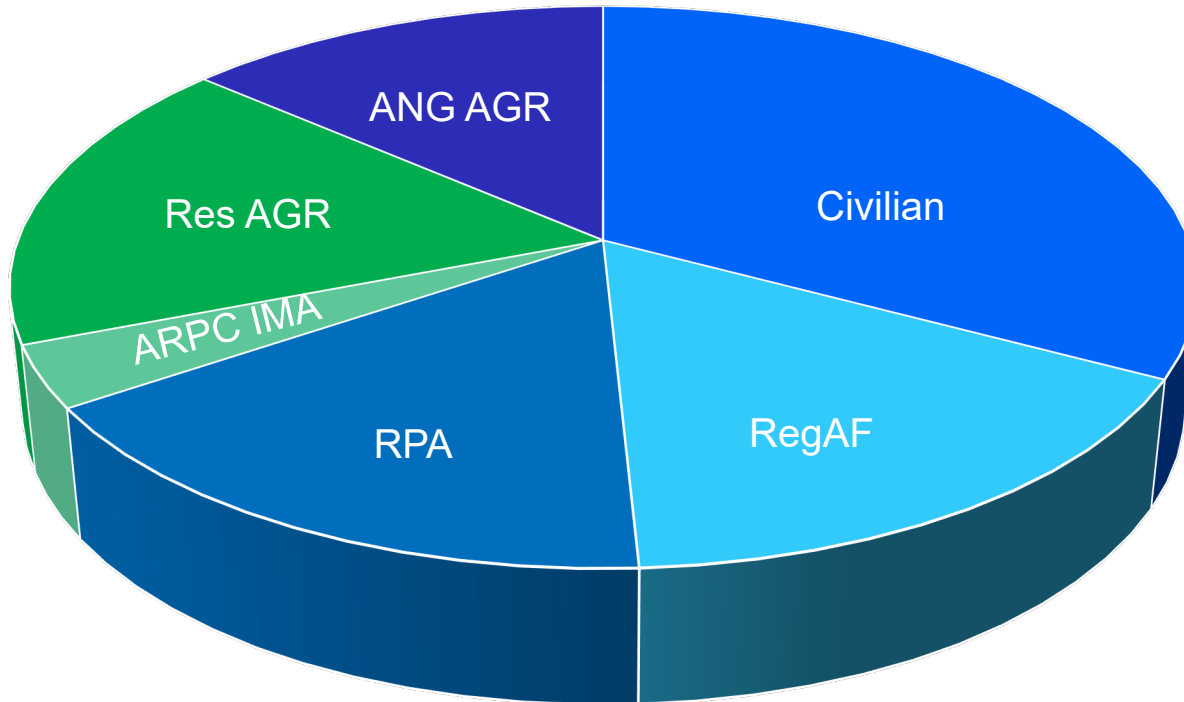 ANG AGR
Civilian
Res AGR
ARPC IMA
RPA
RegAF